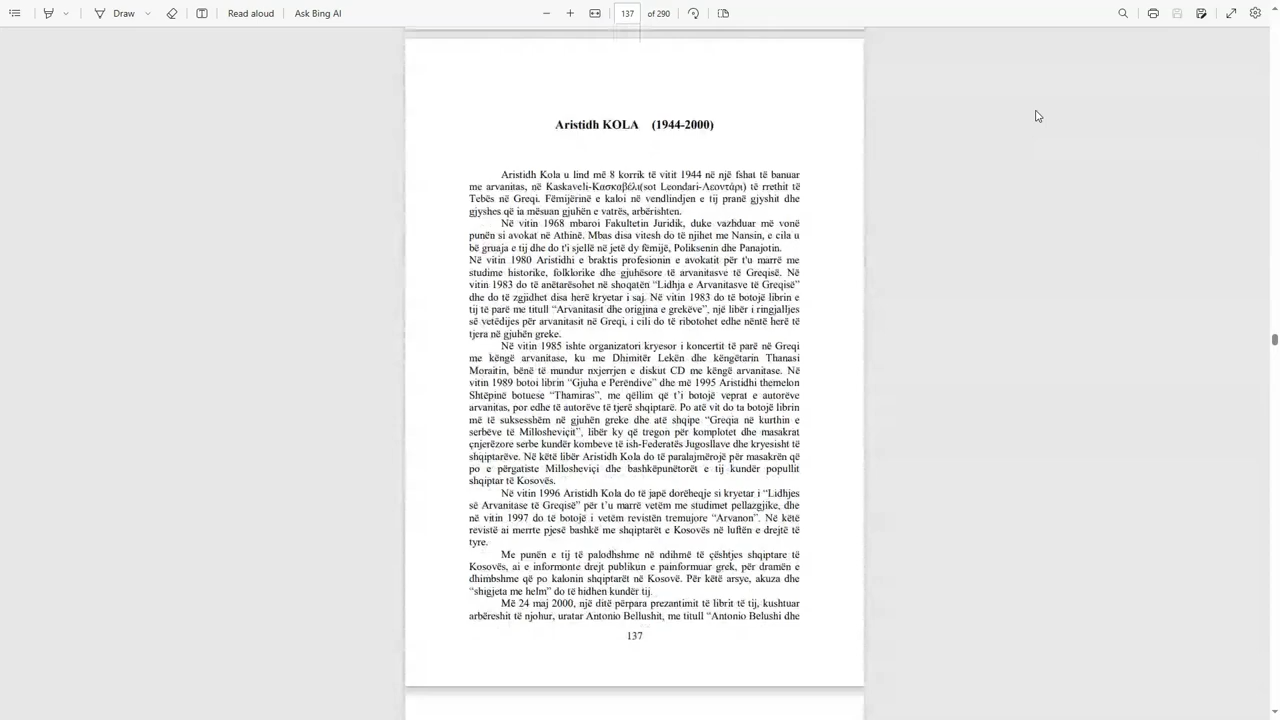 Draw
Read aloud
Ask Bing AI
137
of 290
Aristidh KOLA (1944-2000)
Aristidh Kola u lind më 8 korrik të vitit 1944 në një fshat të banuar
me arvanitas, në Kaskaveli-Κασκαβέλι(sot Leondari-Λεοντάρι) të rrethit të
Tebës në Greqi. Fëmijërinë e kaloi në vendlindjen e tij pranë gjyshit dhe
gjyshes që ia mësuan gjuhën e vatrës, arbërishten.
Në vitin 1968 mbaroi Fakultetin Juridik, duke vazhduar më vonë
punën si avokat në Athinë. Mbas disa vitesh do të njihet me Nansin, e cila u
bë gruaja e tij dhe do t'i sjellë në jetë dy fëmijë, Poliksenin dhe Panajotin.
Në vitin 1980 Aristidhi e braktis profesionin e avokatit për t'u marrë me
studime historike, folklorike dhe gjuhësore të arvanitasve të Greqisë. Në
vitin 1983 do të anëtarësohet në shoqatën “Lidhja e Arvanitasve të Greqisë”
dhe do të zgjidhet disa herë kryetar i saj. Në vitin 1983 do të botojë librin e
tij të parë me titull “Arvanitasit dhe origjina e grekëve”, një libër i ringjalljes
së vetëdijes për arvanitasit në Greqi, i cili do të ribotohet edhe nëntë herë të
tjera në gjuhën greke.
Në vitin 1985 ishte organizatori kryesor i koncertit të parë në Greqi
me këngë arvanitase, ku me Dhimitër Lekën dhe këngëtarin Thanasi
Moraitin, bënë të mundur nxjerrjen e diskut CD me këngë arvanitase. Në
vitin 1989 botoi librin “Gjuha e Perëndive” dhe më 1995 Aristidhi themelon
Shtëpinë botuese “Thamiras”, me qëllim që t’i botojë veprat e autorëve
arvanitas, por edhe të autorëve të tjerë shqiptarë. Po atë vit do ta botojë librin
më të suksesshëm në gjuhën greke dhe atë shqipe “Greqia në kurthin e
serbëve të Millosheviçit”, libër ky që tregon për komplotet dhe masakrat
çnjerëzore serbe kundër kombeve të ish-Federatës Jugosllave dhe kryesisht të
shqiptarëve. Në këtë libër Aristidh Kola do të paralajmërojë për masakrën që
po e përgatiste Millosheviçi dhe bashkëpunëtorët e tij kundër popullit
shqiptar të Kosovës.
Në vitin 1996 Aristidh Kola do të japë dorëheqje si kryetar i “Lidhjes
së Arvanitase të Greqisë” për t’u marrë vetëm me studimet pellazgjike, dhe
në vitin 1997 do të botojë i vetëm revistën tremujore “Arvanon”. Në këtë
revistë ai merrte pjesë bashkë me shqiptarët e Kosovës në luftën e drejtë të
tyre.
Me punën e tij të palodhshme në ndihmë të çështjes shqiptare të
Kosovës, ai e informonte drejt publikun e painformuar grek, për dramën e
dhimbshme që po kalonin shqiptarët në Kosovë. Për këtë arsye, akuza dhe
“shigjeta me helm” do të hidhen kundër tij.
Më 24 maj 2000, një ditë përpara prezantimit të librit të tij, kushtuar
arbëreshit të njohur, uratar Antonio Bellushit, me titull “Antonio Belushi dhe
137